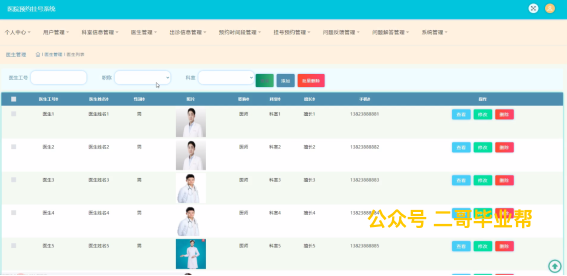 医院预约挂号系统
个人中心 用户管理 科室信息管理 医生管理 出诊信息管理 预约时间段管理 挂号预约管理 问题反馈管理 问题解答管理 系统管理
医生管理 医生管理 医生列表
医生工号 职称 科室 添加 批量删除
医生工号 医生姓名 性别 照片 职称 科室 擅长 手机 操作
医生1 医生姓名1 男 医师 科室1 擅长1 13823888881 查看 修改 删除
医生2 医生姓名2 男 医师 科室2 擅长2 13823888882 查看 修改 删除
医生3 医生姓名3 男 医师 科室3 擅长3 13823888883 查看 修改 删除
医生4 医生姓名4 男 医师 科室4 擅长4 查看 修改 删除
公众号 二哥毕业帮
医生5 医生姓名5 男 医师 科室5 擅长5 13823888885 查看 修改 删除